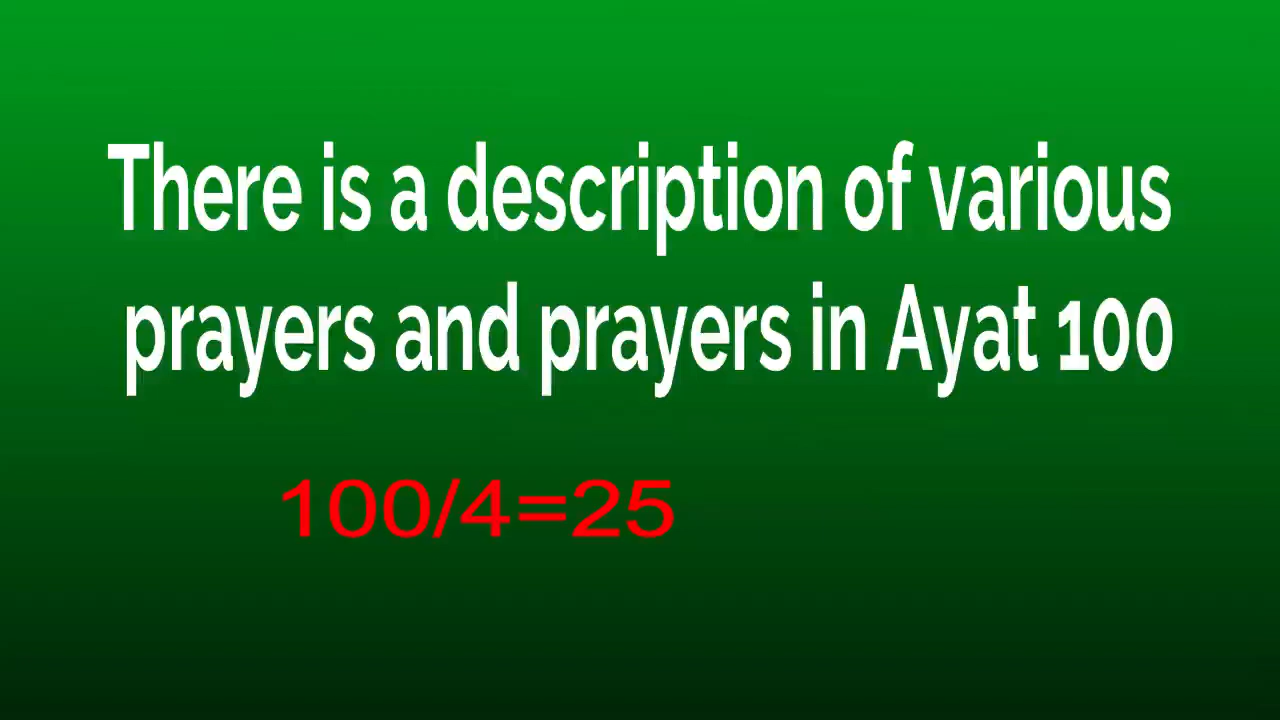 There is a description of various
prayers and prayers in Ayat 100
100/4=25